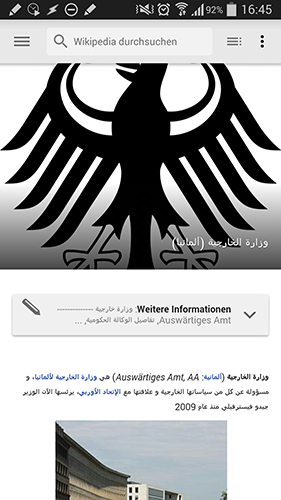 92% 16:45
Wikipedia durchsuchen
وزارة الخارجية (ألمانيا)
Weitere Informationen: وزارة خارجية --------------
Auswärtiges Amt, تفاصيل الوكالة الحكومية, ...
وزارة الخارجية (ألمانية: Auswärtiges Amt, AA) هي وزارة الخارجية لألمانيا، و
مسؤولة عن كل من سياساتها الخارجية و علاقتها مع الإتحاد الأوربي، يرئسها الآن الوزير
جيدو فيسترفيلي منذ عام 2009